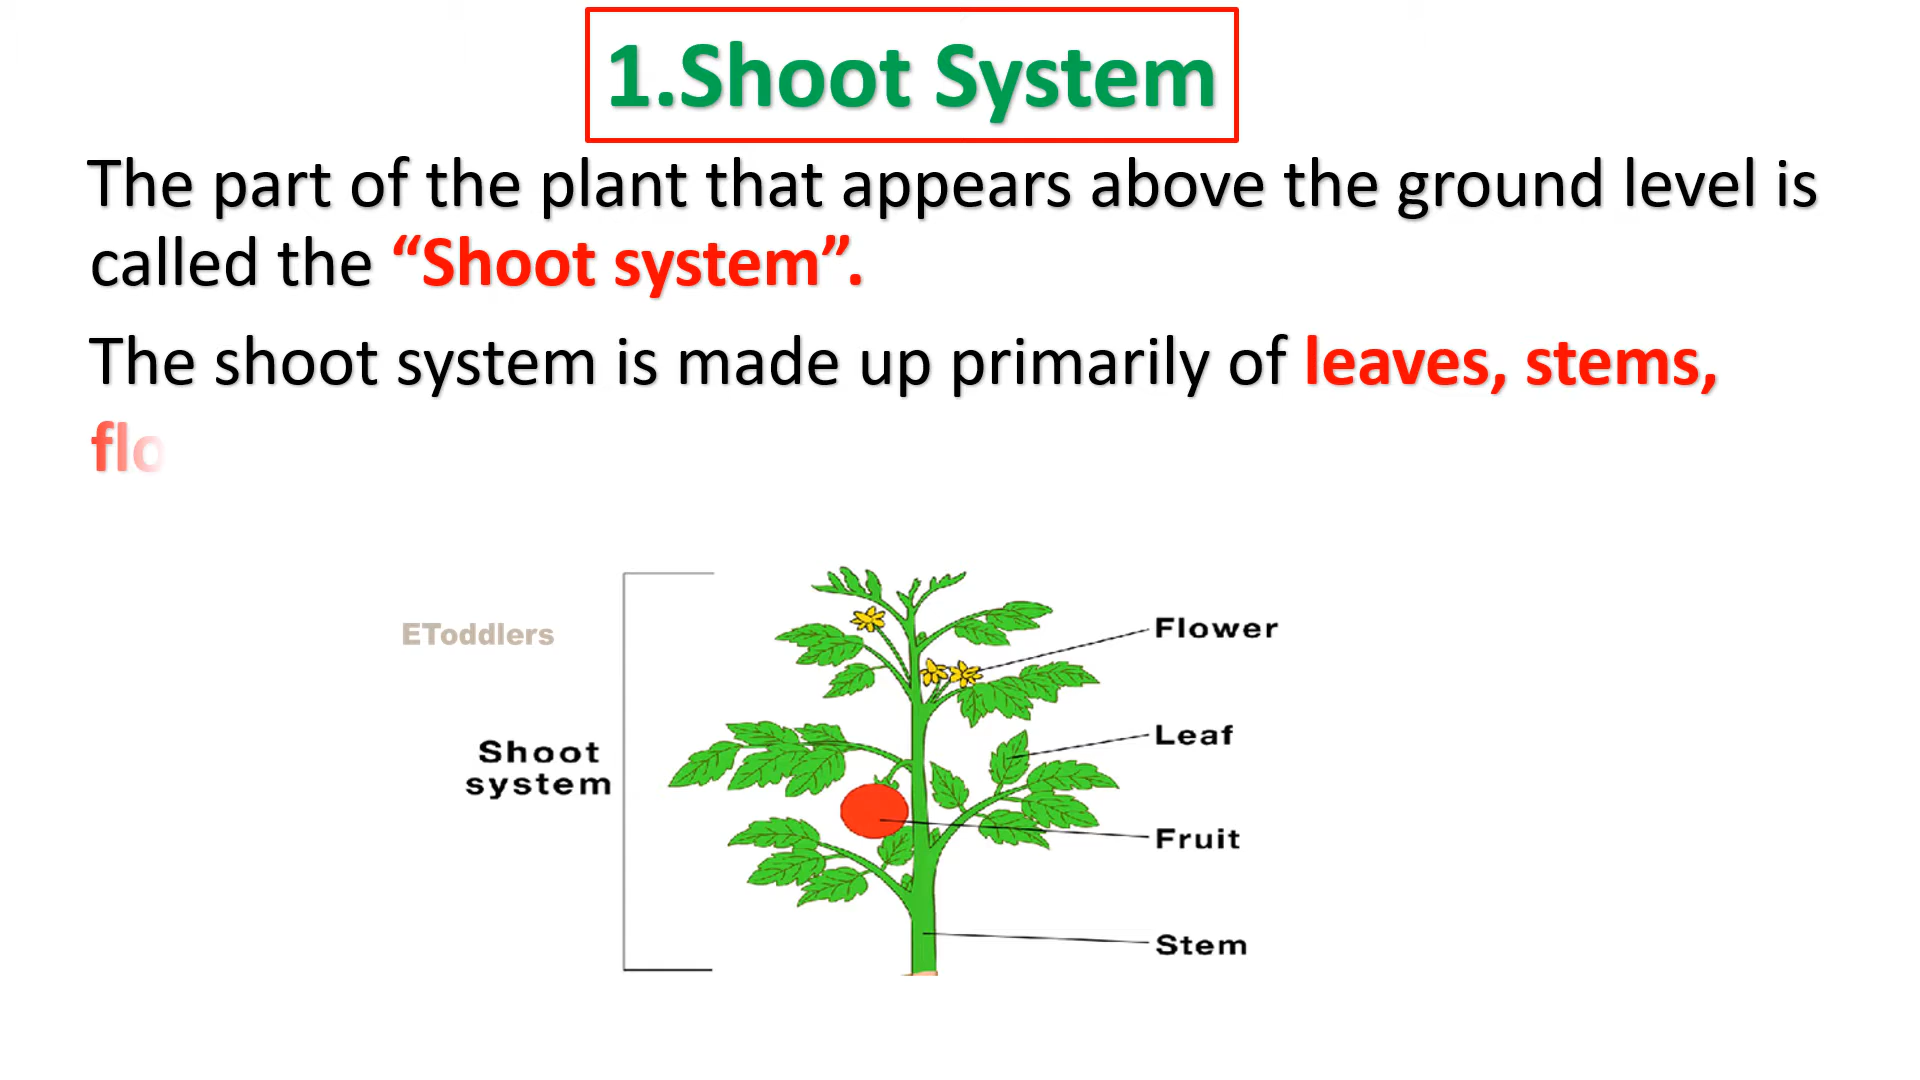 1.Shoot System
The part of the plant that appears above the ground level is
called the “Shoot system”.
The shoot system is made up primarily of leaves, stems,
flo
EToddlers
Flower
Shoot
system
Leaf
Fruit
Stem